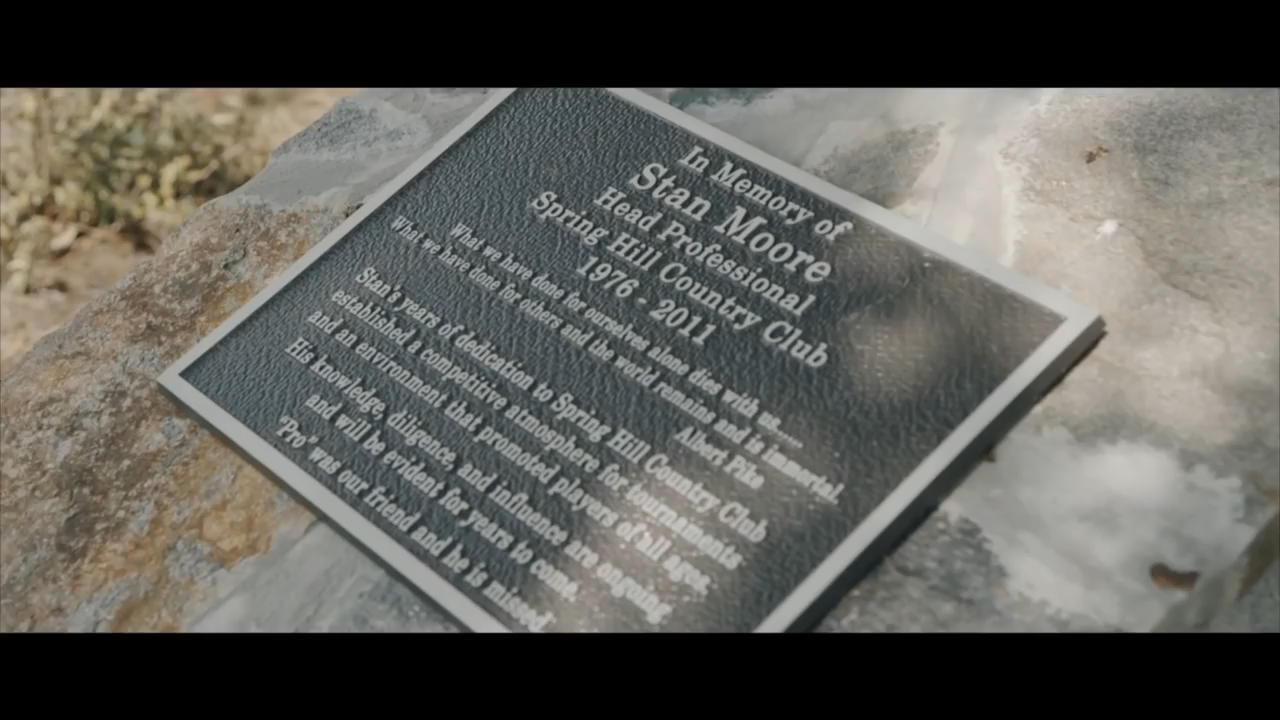 In Memory of
Stan Moore
Head Professional
Spring Hill Country Club
1976 - 2011
What we have done for ourselves alone dies with us.....
What we have done for others and the world remains and is immortal.
Albert Pike
Stan's years of dedication to Spring Hill Country Club
established a competitive atmosphere for tournaments
and an environment that promoted players of all ages.
His knowledge, diligence, and influence are ongoing
and will be evident for years to come.
"Pro" was our friend and he is missed.